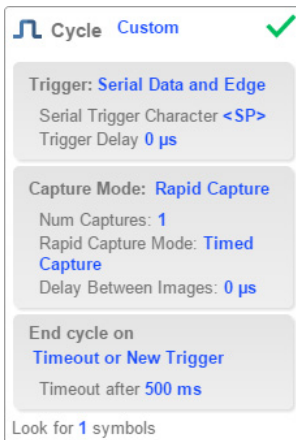 Cycle Custom
Trigger: Serial Data and Edge
Serial Trigger Character <SP>
Trigger Delay 0 µs
Capture Mode: Rapid Capture
Num Captures: 1
Rapid Capture Mode: Timed
Capture
Delay Between Images: 0 µs
End cycle on
Timeout or New Trigger
Timeout after 500 ms
Look for 1 symbols